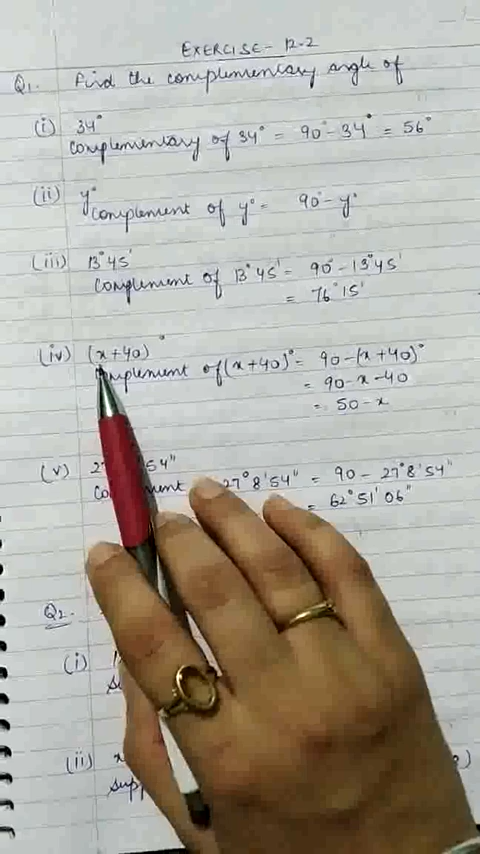 EXERCISE - 12.2
Q1. Find the complementary angle of
(i) 34°
complementary of 34° = 90° - 34° = 56°
(ii) y°
complement of y° = 90° - y°
(iii) 13°45'
complement of 13°45' = 90° - 13°45'
= 76°15'
(iv) (x+40)°
complement of (x+40)° = 90-(x+40)°
= 90-x-40
= 50-x
(v) 54"
27°8'54" = 90 - 27°8'54"
= 62°51'06"
Q2.
(i)
(ii) x
supp